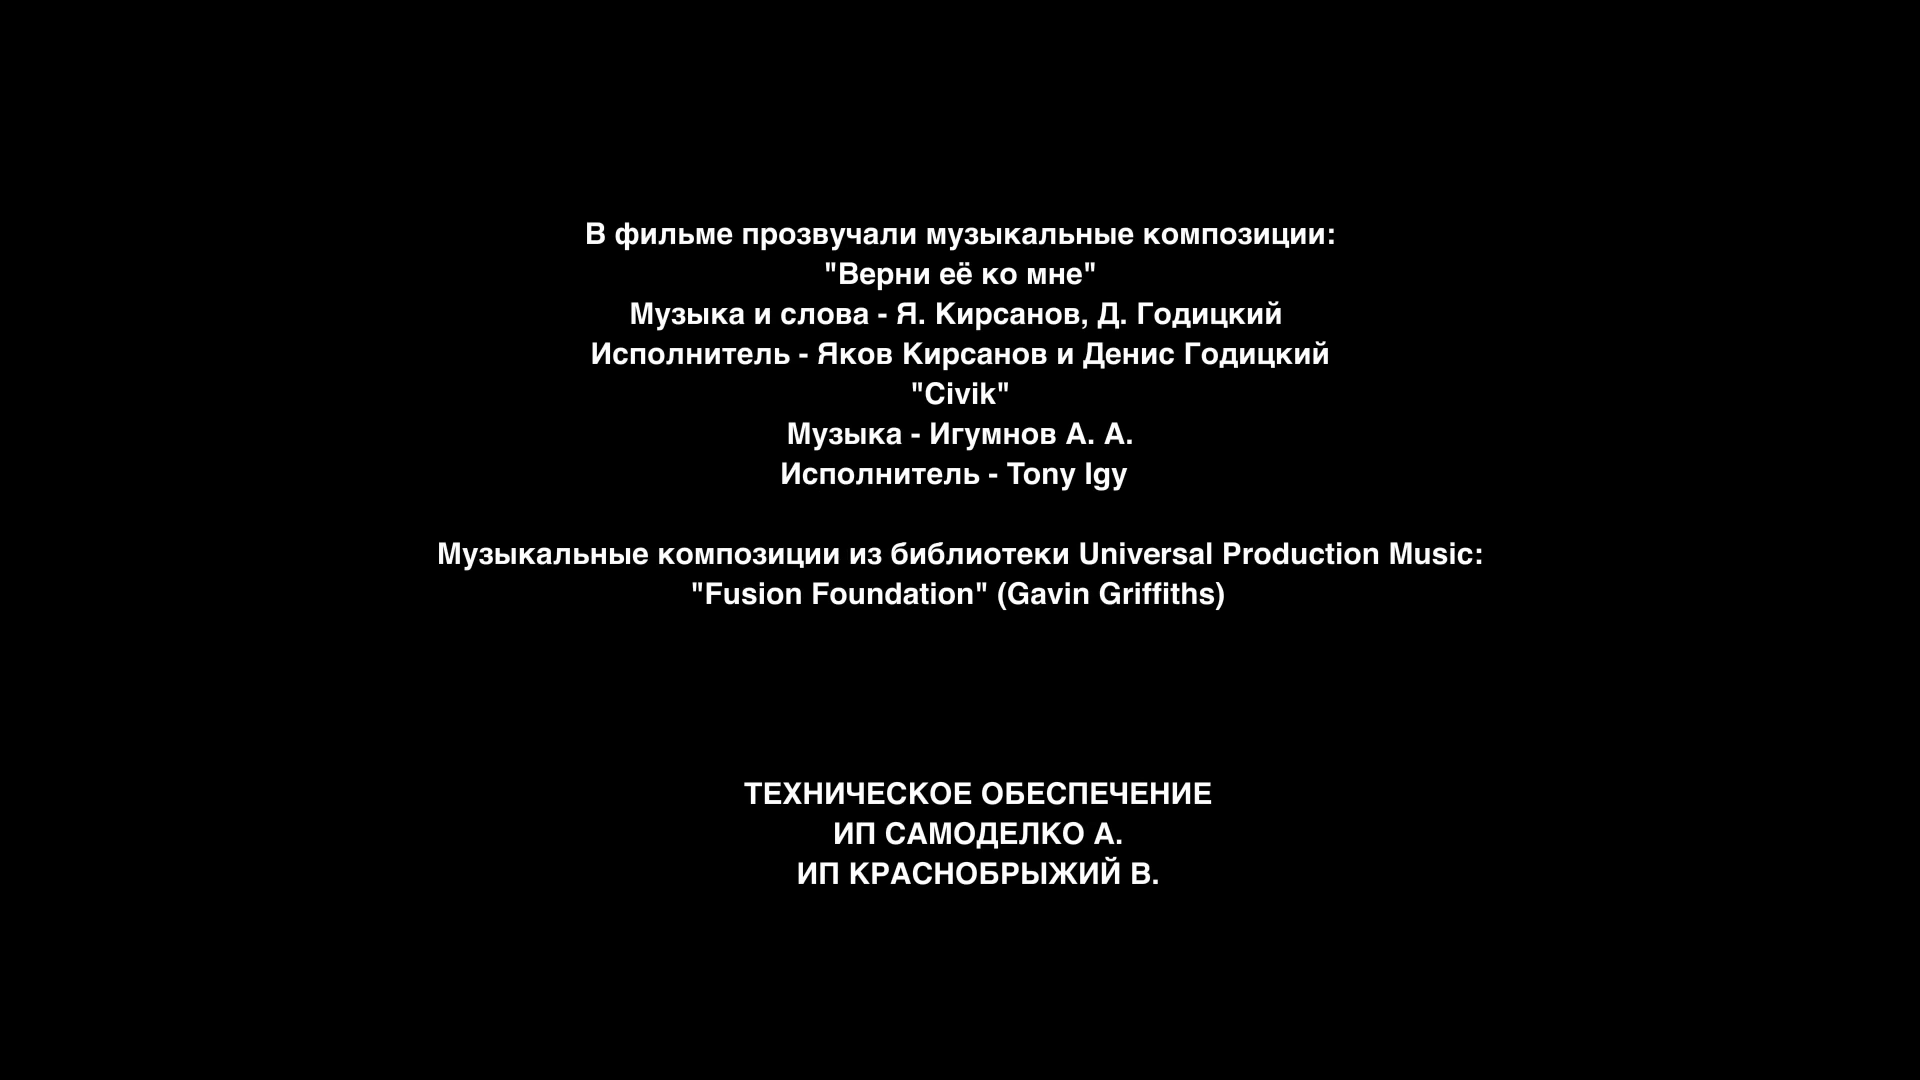 В фильме прозвучали музыкальные композиции:
"Верни её ко мне"
Музыка и слова - Я. Кирсанов, Д. Годицкий
Исполнитель - Яков Кирсанов и Денис Годицкий
"Civik"
Музыка - Игумнов А. А.
Исполнитель - Tony Igy
Музыкальные композиции из библиотеки Universal Production Music:
"Fusion Foundation" (Gavin Griffiths)
ТЕХНИЧЕСКОЕ ОБЕСПЕЧЕНИЕ
ИП САМОДЕЛКО А.
ИП КРАСНОБРЫЖИЙ В.